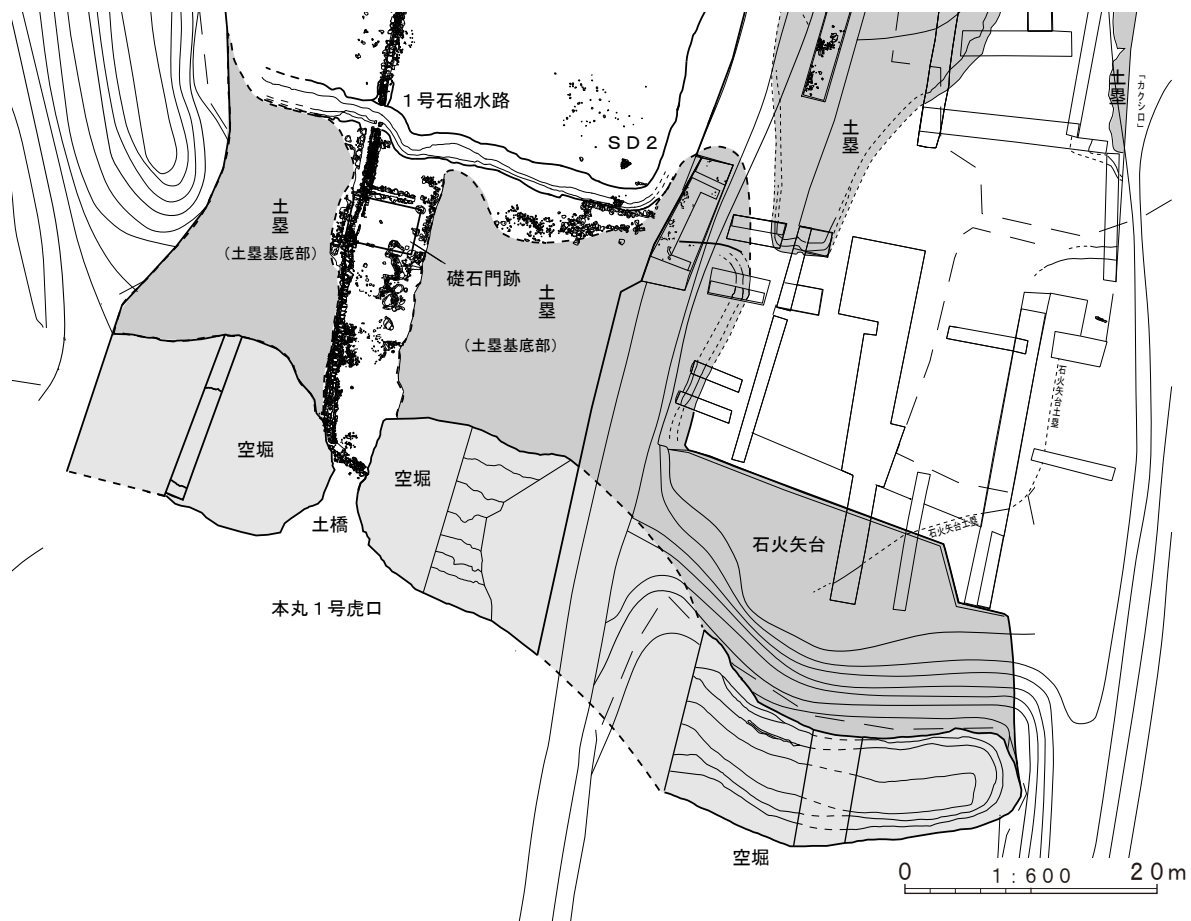 「カクシロ」
土塁
１号石組水路
ＳＤ２
土塁
土塁
（土塁基底部）
礎石門跡
土塁
（土塁基底部）
石火矢台土塁
空堀
空堀
土橋
石火矢台土塁
石火矢台
本丸１号虎口
空堀
0 1：600 20m